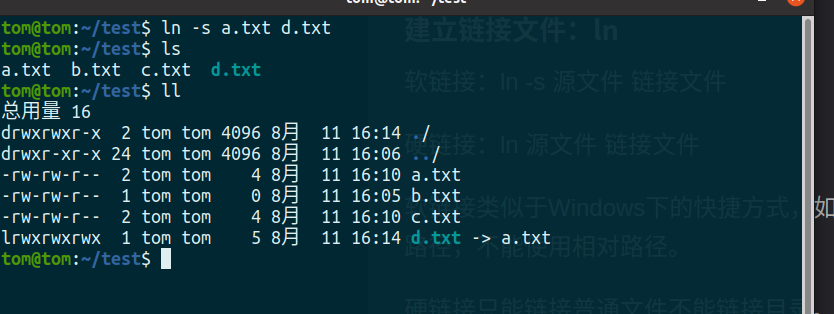 tom@tom:~/test$ ln -s a.txt d.txt
tom@tom:~/test$ ls
a.txt  b.txt  c.txt  d.txt
tom@tom:~/test$ ll
总用量 16
drwxrwxr-x  2 tom tom 4096 8月  11 16:14 ./
drwxr-xr-x 24 tom tom 4096 8月  11 16:06 ../
-rw-rw-r--  2 tom tom    4 8月  11 16:10 a.txt
-rw-rw-r--  1 tom tom    0 8月  11 16:05 b.txt
-rw-rw-r--  2 tom tom    4 8月  11 16:10 c.txt
lrwxrwxrwx  1 tom tom    5 8月  11 16:14 d.txt -> a.txt
tom@tom:~/test$
建立链接文件：ln
软链接：ln -s 源文件 链接文件
硬链接：ln 源文件 链接文件
链接类似于Windows下的快捷方式，如
路径，不能使用相对路径。
硬链接只能链接普通文件不能链接目录